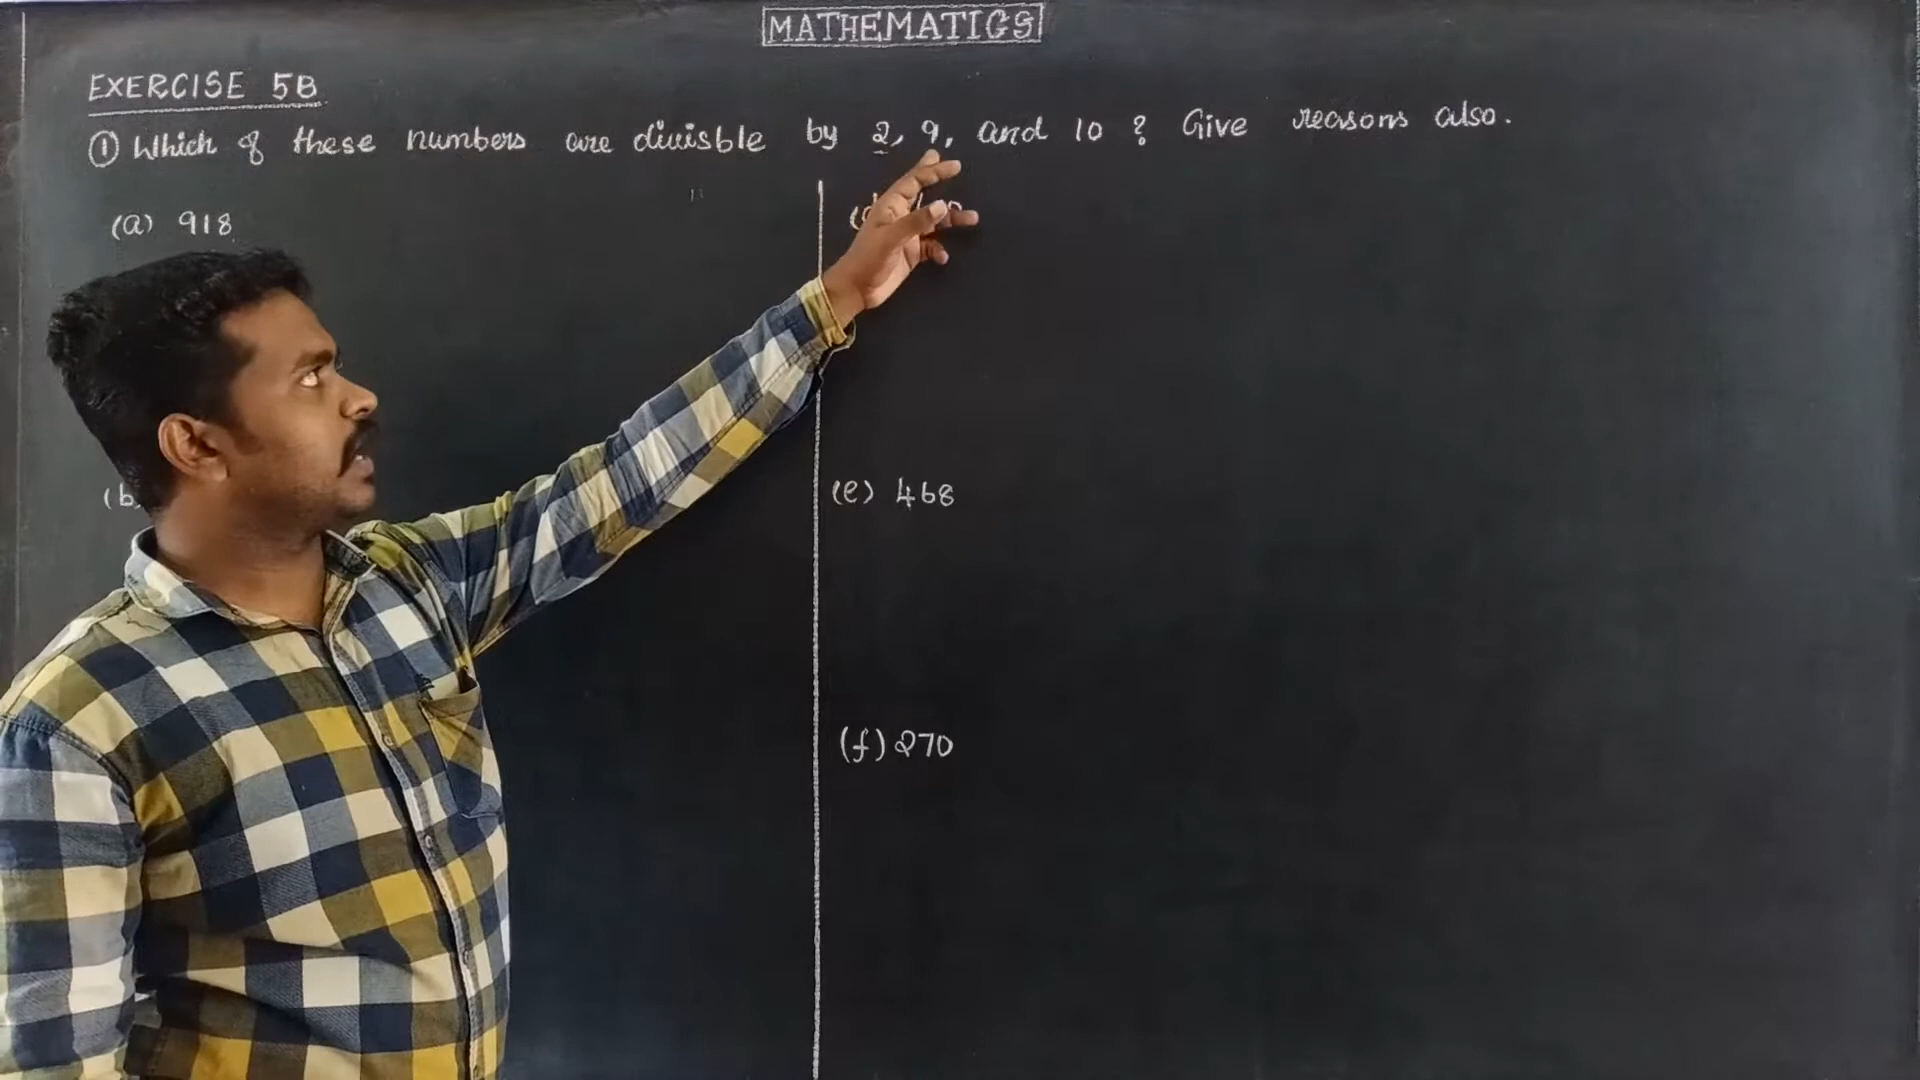 MATHEMATICS
EXERCISE 5B
① Which of these numbers are divisble by 2, 9, and 10 ? Give reasons also.
(a) 918
(b
(e) 468
(f) 270